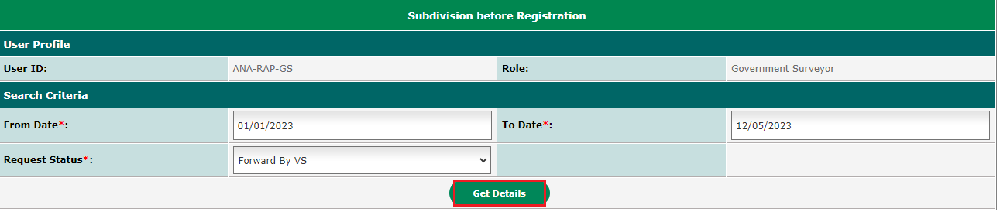 Subdivision before Registration
User Profile
User ID: ANA-RAP-GS Role: Government Surveyor
Search Criteria
From Date*: 01/01/2023 To Date*: 12/05/2023
Request Status*: Forward By VS
Get Details